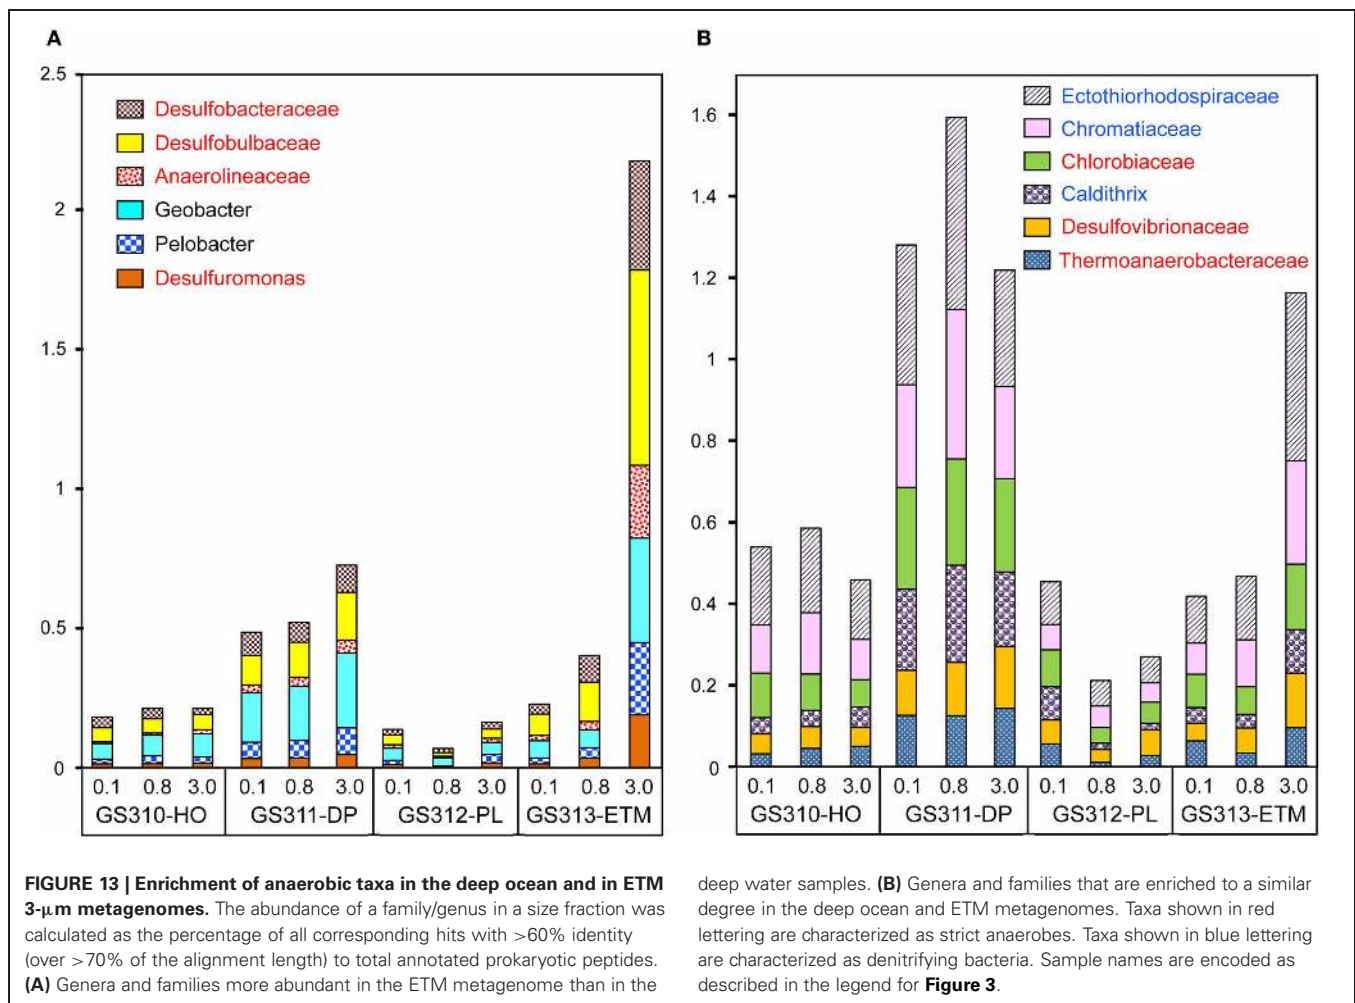 A
2.5
2
1.5
1
0.5
0
Desulfobacteraceae
Desulfobulbaceae
Anaerolineaceae
Geobacter
Pelobacter
Desulfuromonas
0.1 0.8 3.0 0.1 0.8 3.0 0.1 0.8 3.0 0.1 0.8 3.0
GS310-HO GS311-DP GS312-PL GS313-ETM
B
1.6
1.4
1.2
1
0.8
0.6
0.4
0.2
0
Ectothiorhodospiraceae
Chromatiaceae
Chlorobiaceae
Caldithrix
Desulfovibrionaceae
Thermoanaerobacteraceae
0.1 0.8 3.0 0.1 0.8 3.0 0.1 0.8 3.0 0.1 0.8 3.0
GS310-HO GS311-DP GS312-PL GS313-ETM
FIGURE 13 | Enrichment of anaerobic taxa in the deep ocean and in ETM
3-μm metagenomes. The abundance of a family/genus in a size fraction was
calculated as the percentage of all corresponding hits with >60% identity
(over >70% of the alignment length) to total annotated prokaryotic peptides.
(A) Genera and families more abundant in the ETM metagenome than in the
deep water samples. (B) Genera and families that are enriched to a similar
degree in the deep ocean and ETM metagenomes. Taxa shown in red
lettering are characterized as strict anaerobes. Taxa shown in blue lettering
are characterized as denitrifying bacteria. Sample names are encoded as
described in the legend for Figure 3.